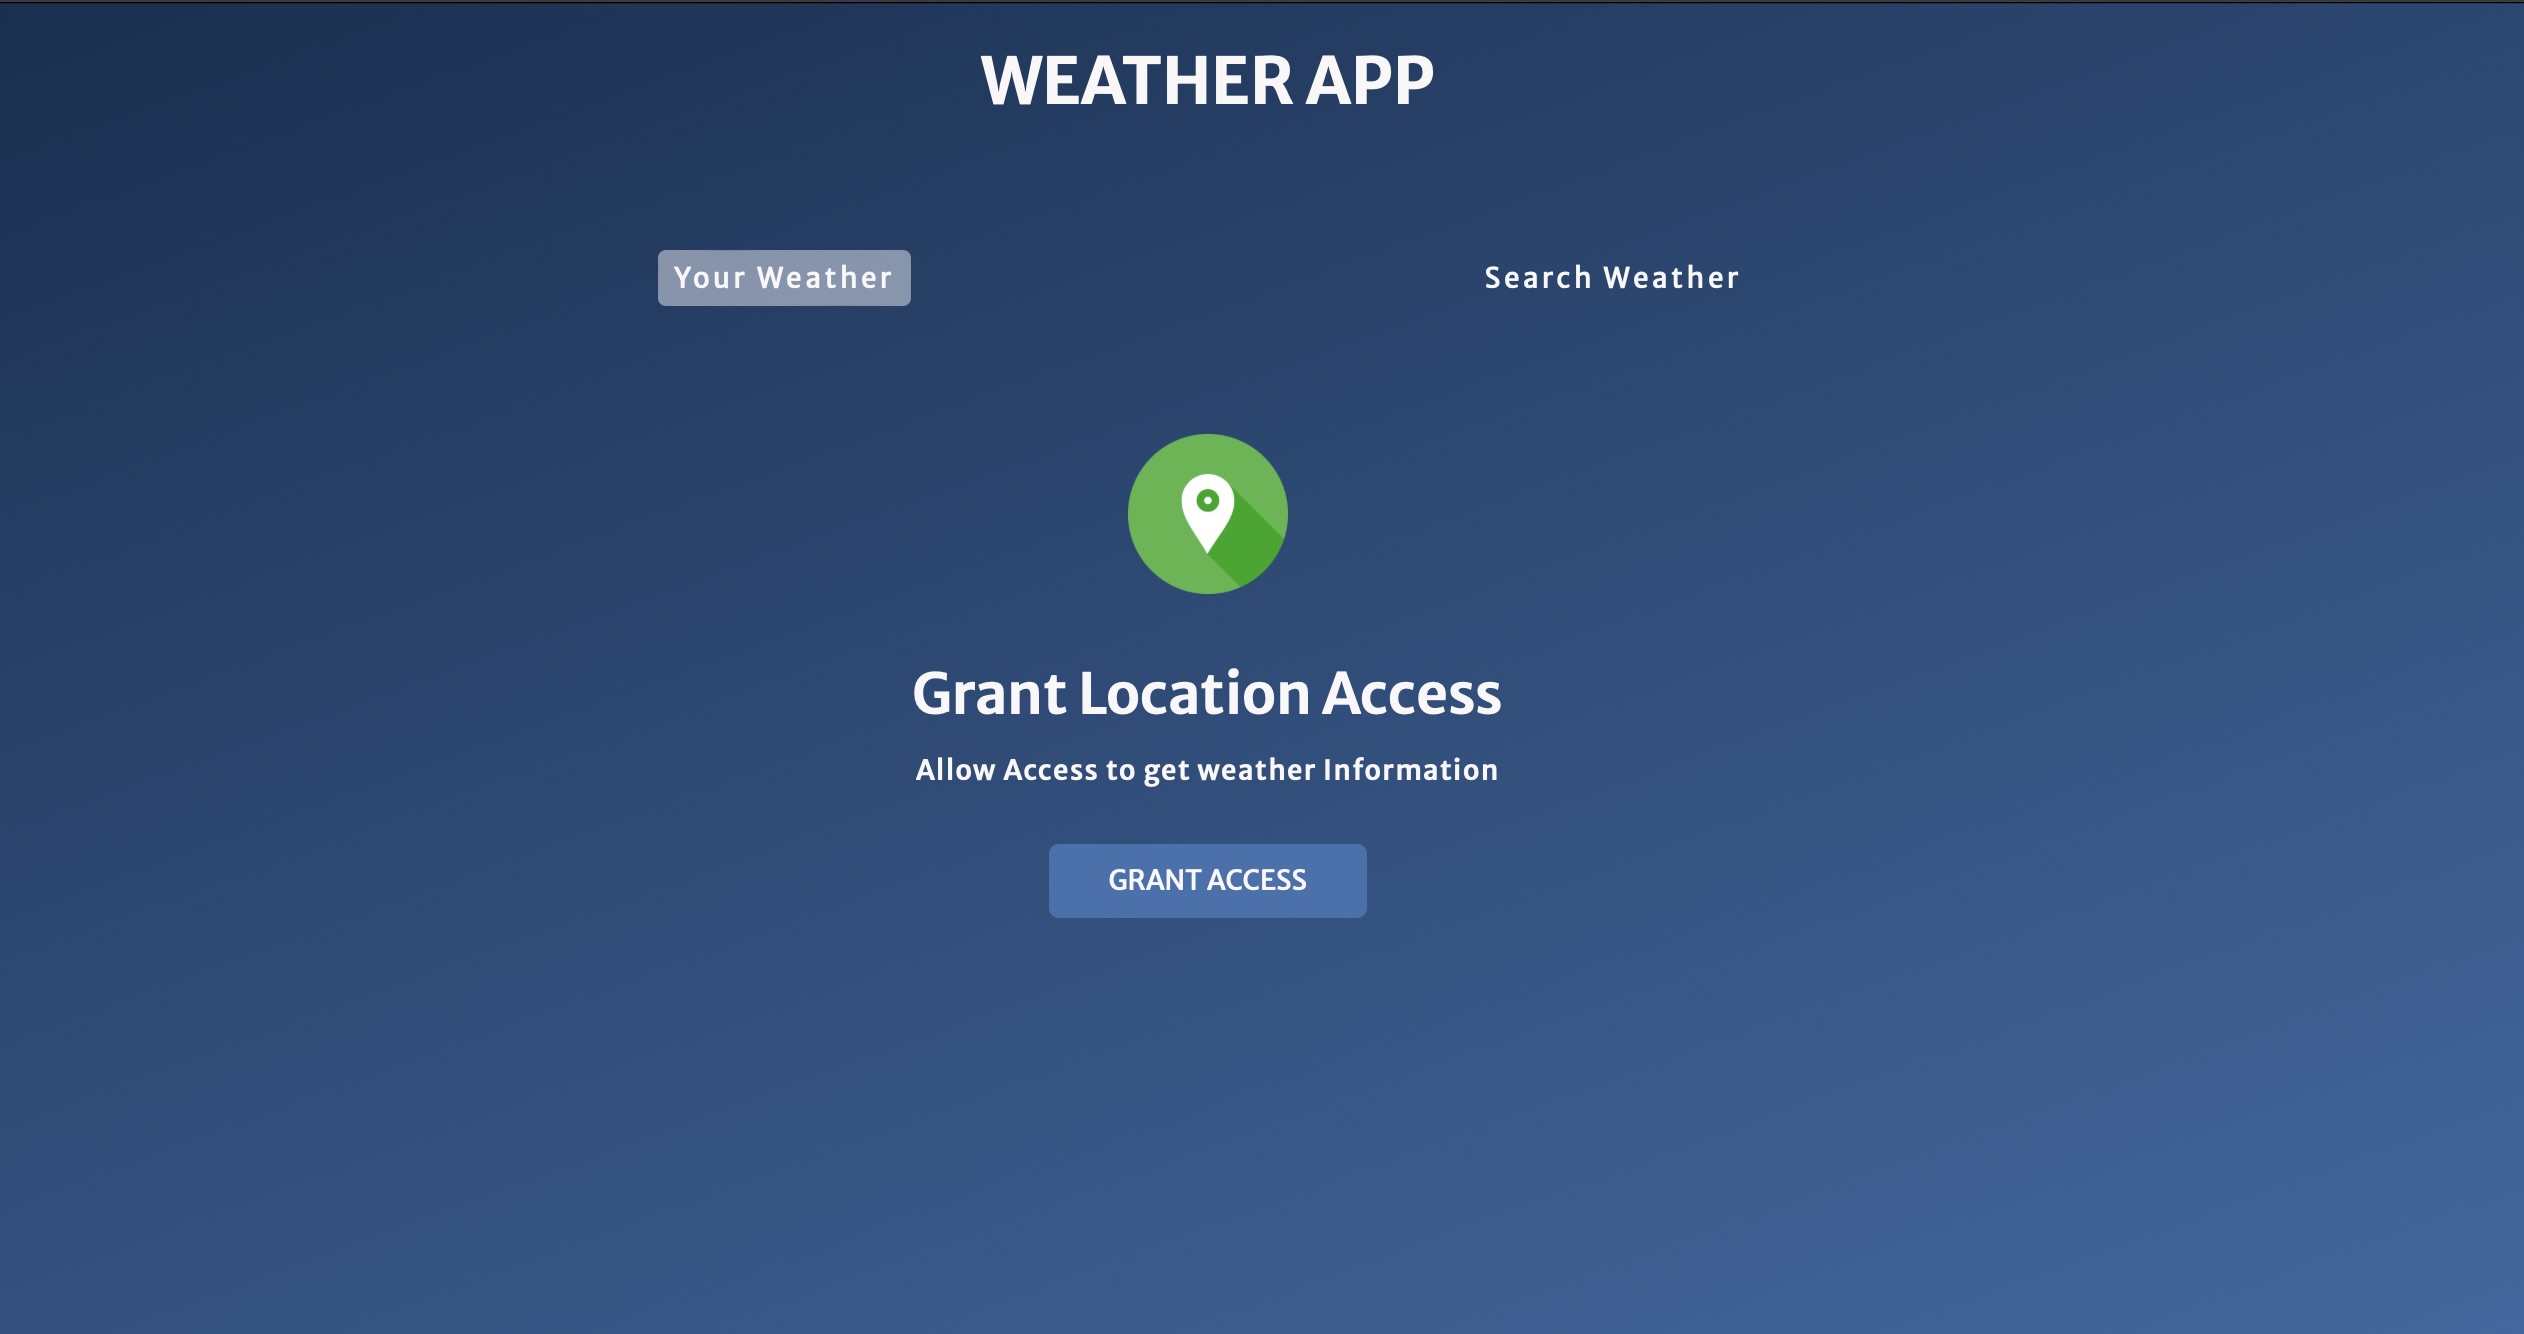 WEATHER APP
Your Weather
Search Weather
Grant Location Access
Allow Access to get weather Information
GRANT ACCESS